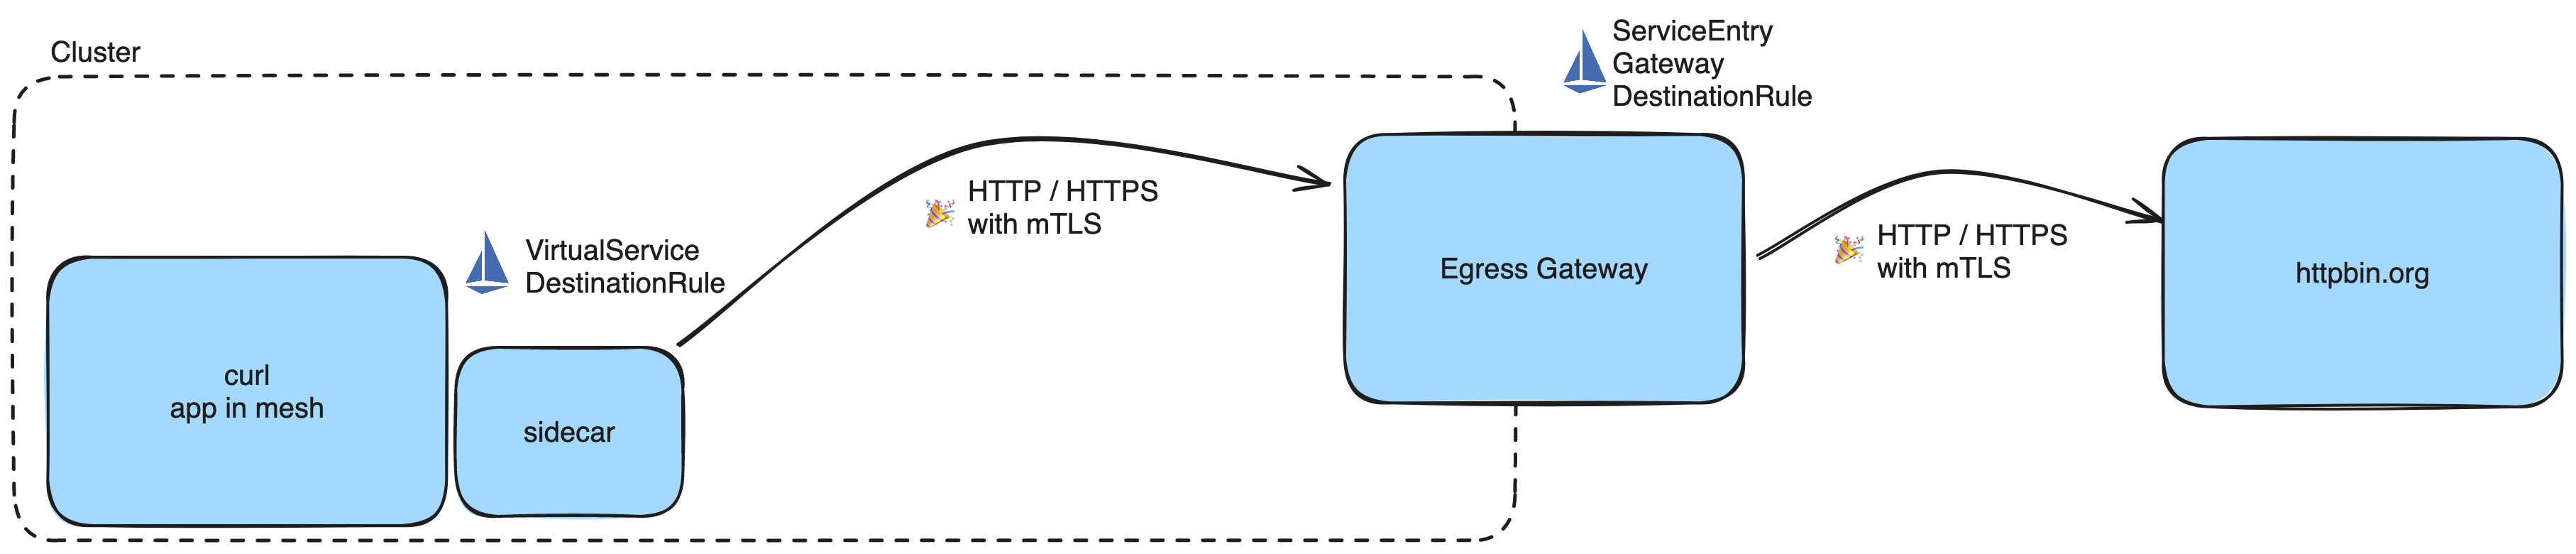 Cluster
ServiceEntry
Gateway
DestinationRule
HTTP / HTTPS
with mTLS
VirtualService
DestinationRule
HTTP / HTTPS
with mTLS
Egress Gateway
httpbin.org
curl
app in mesh
sidecar